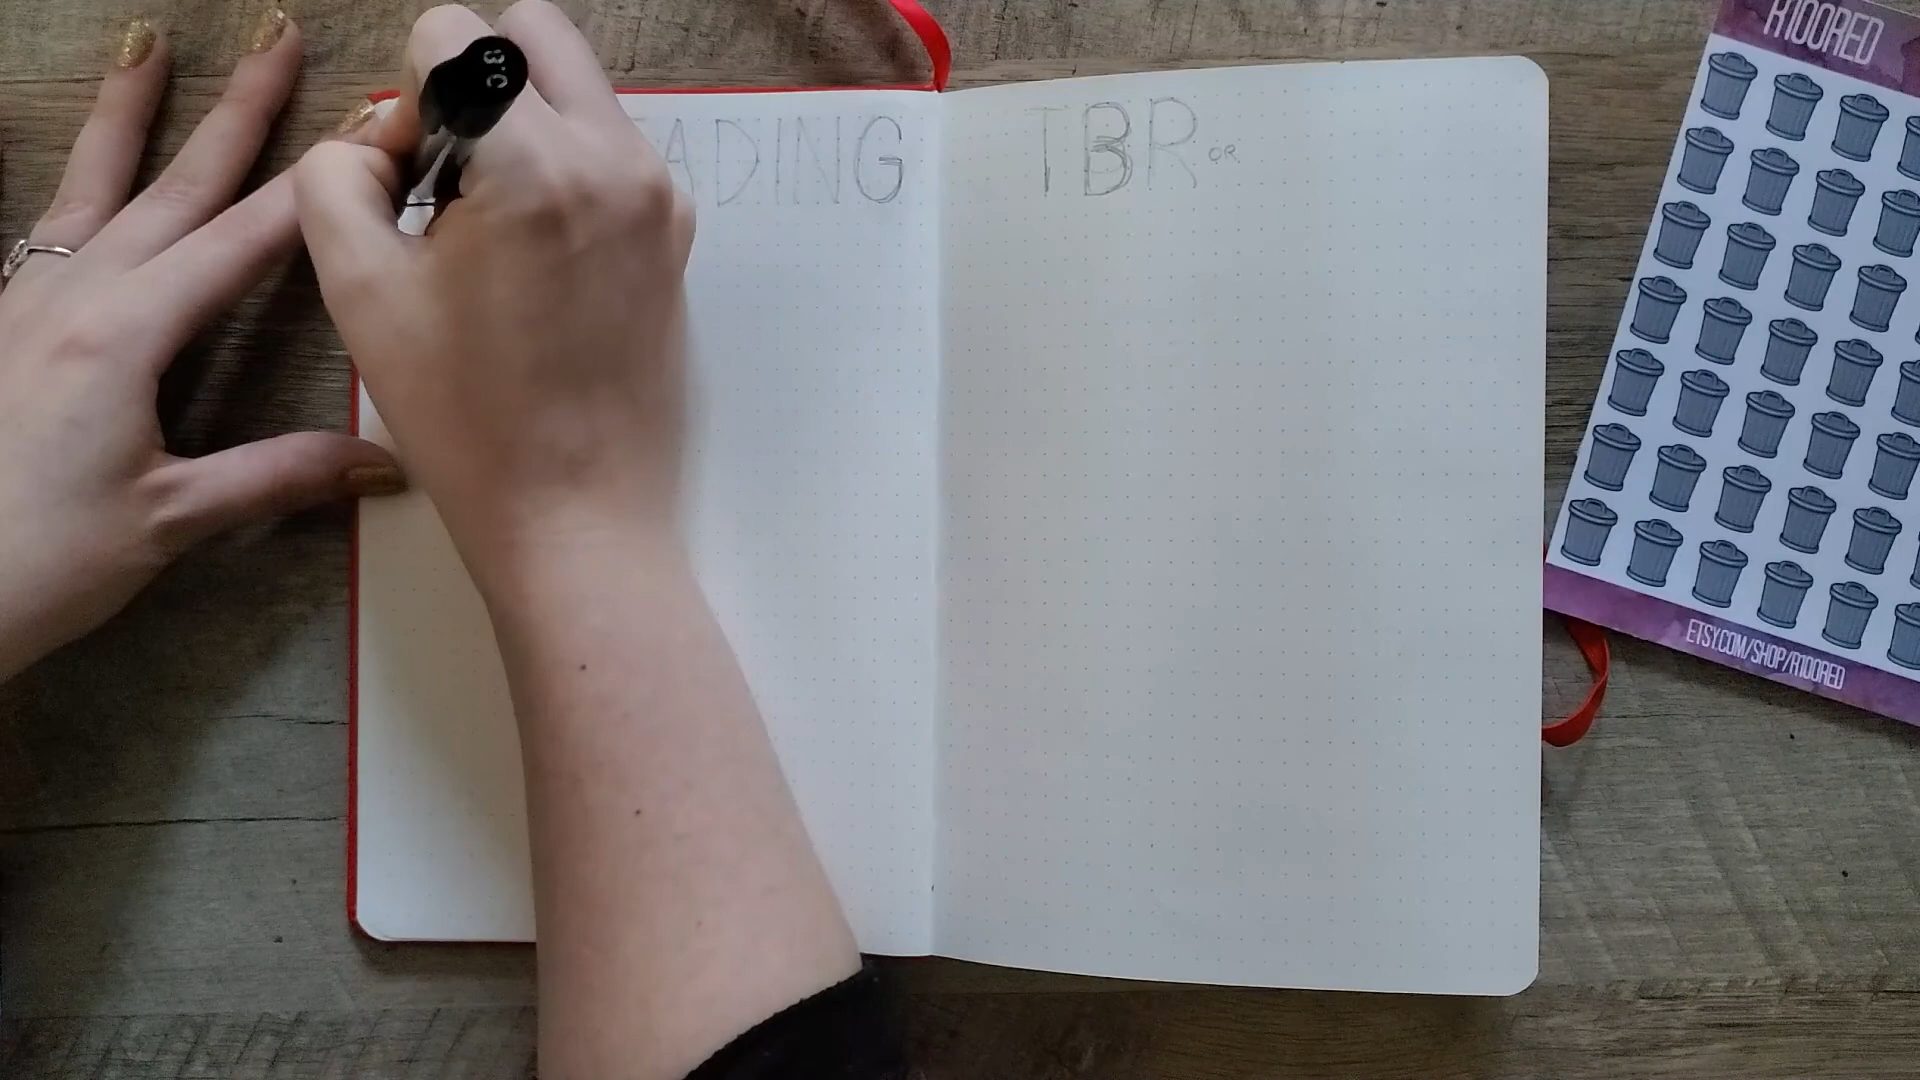 8·0
ADING
TBR OR
R100RED
ETSY.COM/SHOP/R100RED